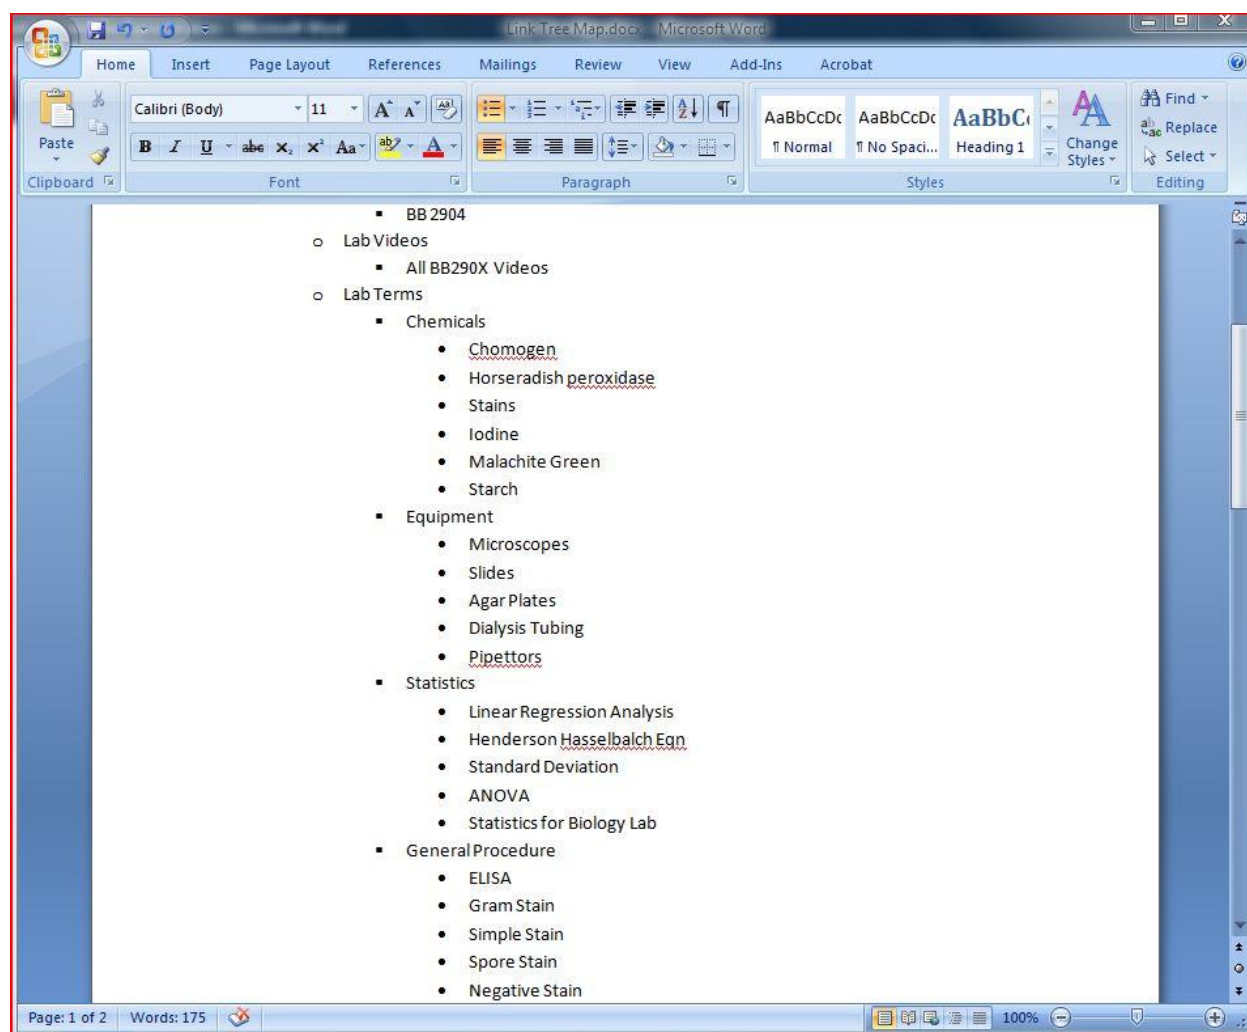 Link Tree Map.docx - Microsoft Word
Home Insert Page Layout References Mailings Review View Add-Ins Acrobat
Calibri (Body) 11
AaBbCcDc AaBbCcDc AaBbC
Find
Replace
Select
Paste
¶ Normal ¶ No Spaci... Heading 1
Change Styles
Clipboard Font Paragraph Styles Editing
▪ BB 2904
o Lab Videos
▪ All BB290X Videos
o Lab Terms
▪ Chemicals
• Chomogen
• Horseradish peroxidase
• Stains
• Iodine
• Malachite Green
• Starch
▪ Equipment
• Microscopes
• Slides
• Agar Plates
• Dialysis Tubing
• Pipettors
▪ Statistics
• Linear Regression Analysis
• Henderson Hasselbalch Eqn
• Standard Deviation
• ANOVA
• Statistics for Biology Lab
▪ General Procedure
• ELISA
• Gram Stain
• Simple Stain
• Spore Stain
• Negative Stain
Page: 1 of 2 Words: 175 100%